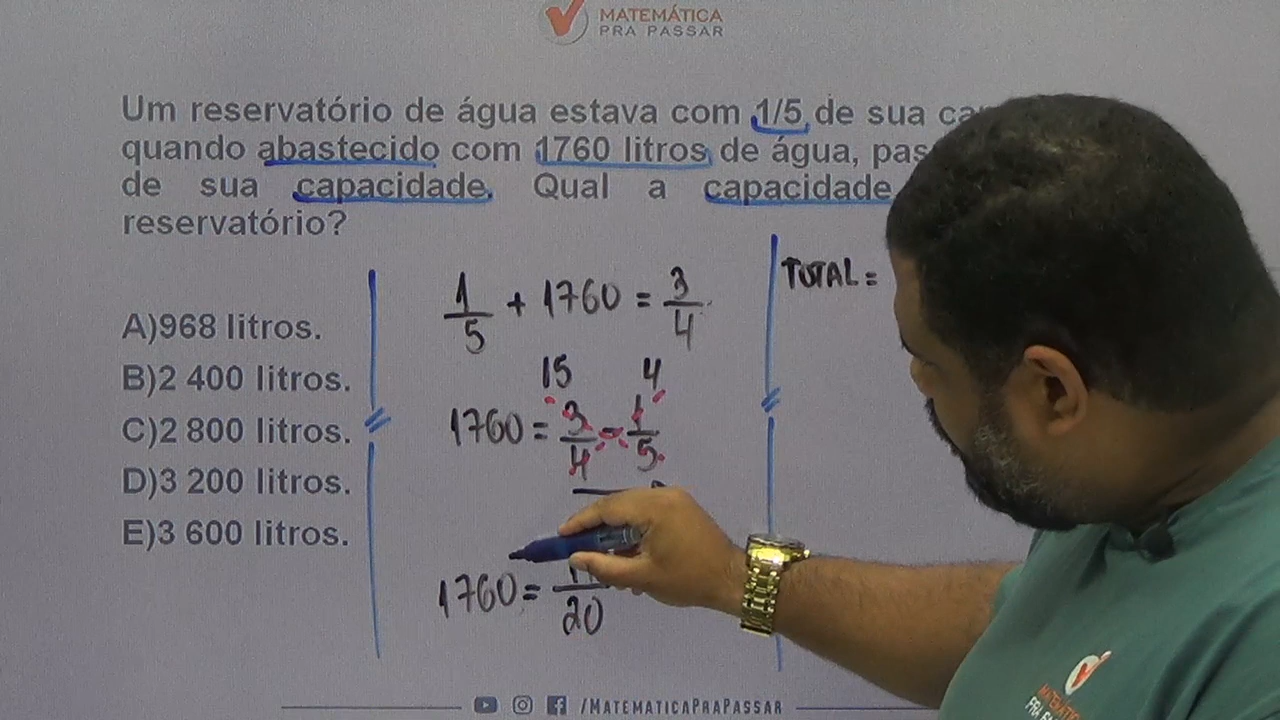 MATEMÁTICA
PRA PASSAR
Um reservatório de água estava com 1/5 de sua
quando abastecido com 1760 litros de água,
de sua capacidade. Qual a capacidade
reservatório?
A)968 litros.
B)2 400 litros.
C)2 800 litros.
D)3 200 litros.
E)3 600 litros.
1/5 + 1760 = 3/4
15 4
1760 = 3/4 - 1/5
1760 =
20
TOTAL =
/MATEMATICAPRAPASSAR
MATEMÁTICA